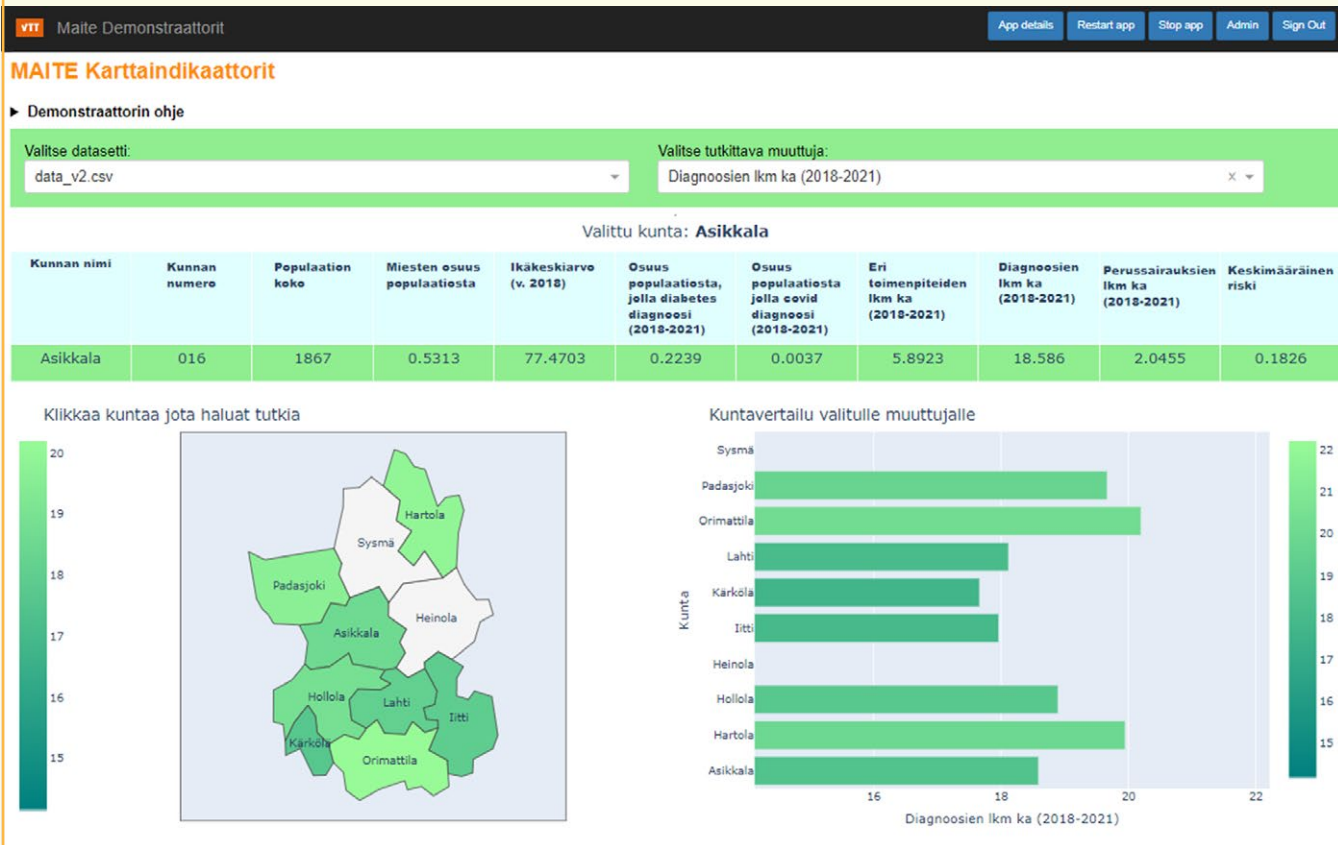 VTT Maite Demonstraattorit App details Restart app Stop app Admin Sign Out
MAITE Karttaindikaattorit
▶ Demonstraattorin ohje
Valitse datasetti: Valitse tutkittava muuttuja:
data_v2.csv Diagnoosien lkm ka (2018-2021) x
Valittu kunta: Asikkala
Kunnan nimi
Kunnan
numero
Populaation
koko
Miesten osuus
populaatiosta
Ikäkeskiarvo
(v. 2018)
Osuus
populaatiosta,
jolla diabetes
diagnoosi
(2018-2021)
Osuus
populaatiosta
jolla covid
diagnoosi
(2018-2021)
Eri
toimenpiteiden
lkm ka
(2018-2021)
Diagnoosien
lkm ka
(2018-2021)
Perussairauksien
lkm ka
(2018-2021)
Keskimääräinen
riski
Asikkala 016 1867 0.5313 77.4703 0.2239 0.0037 5.8923 18.586 2.0455 0.1826
Klikkaa kuntaa jota haluat tutkia
20
19
18
17
16
15
Hartola
Sysmä
Padasjoki
Heinola
Asikkala
Hollola
Lahti
Iitti
Kärkölä
Orimattila
Kuntavertailu valitulle muuttujalle
Kunta
Sysmä
Padasjoki
Orimattila
Lahti
Kärkölä
Iitti
Heinola
Hollola
Hartola
Asikkala
16 18 20 22
Diagnoosien lkm ka (2018-2021)
22
21
20
19
18
17
16
15